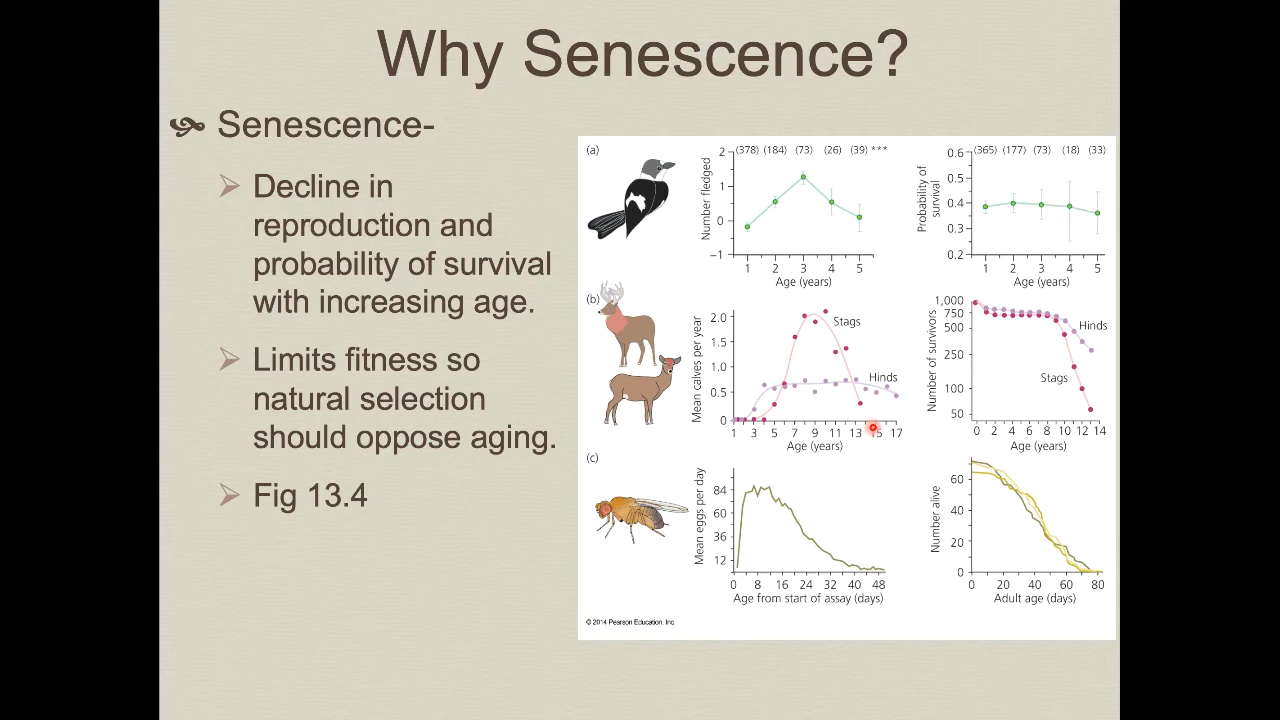 Why Senescence?
Senescence-
Decline in
reproduction and
probability of survival
with increasing age.
Limits fitness so
natural selection
should oppose aging.
Fig 13.4
(a)
(378) (184) (73) (26) (39) ***
Number fledged
2
1
0
−1
1 2 3 4 5
Age (years)
(365) (177) (73) (18) (33)
Probability of
survival
0.6
0.5
0.4
0.3
0.2
1 2 3 4 5
Age (years)
(b)
Mean calves per year
2.0
1.5
1.0
0.5
0
Stags
Hinds
1 3 5 7 9 11 13 15 17
Age (years)
Number of survivors
1,000
750
500
250
100
50
Hinds
Stags
0 2 4 6 8 10 12 14
Age (years)
(c)
Mean eggs per day
84
60
36
12
0 8 16 24 32 40 48
Age from start of assay (days)
Number alive
60
40
20
0
0 20 40 60 80
Adult age (days)
© 2014 Pearson Education, Inc.